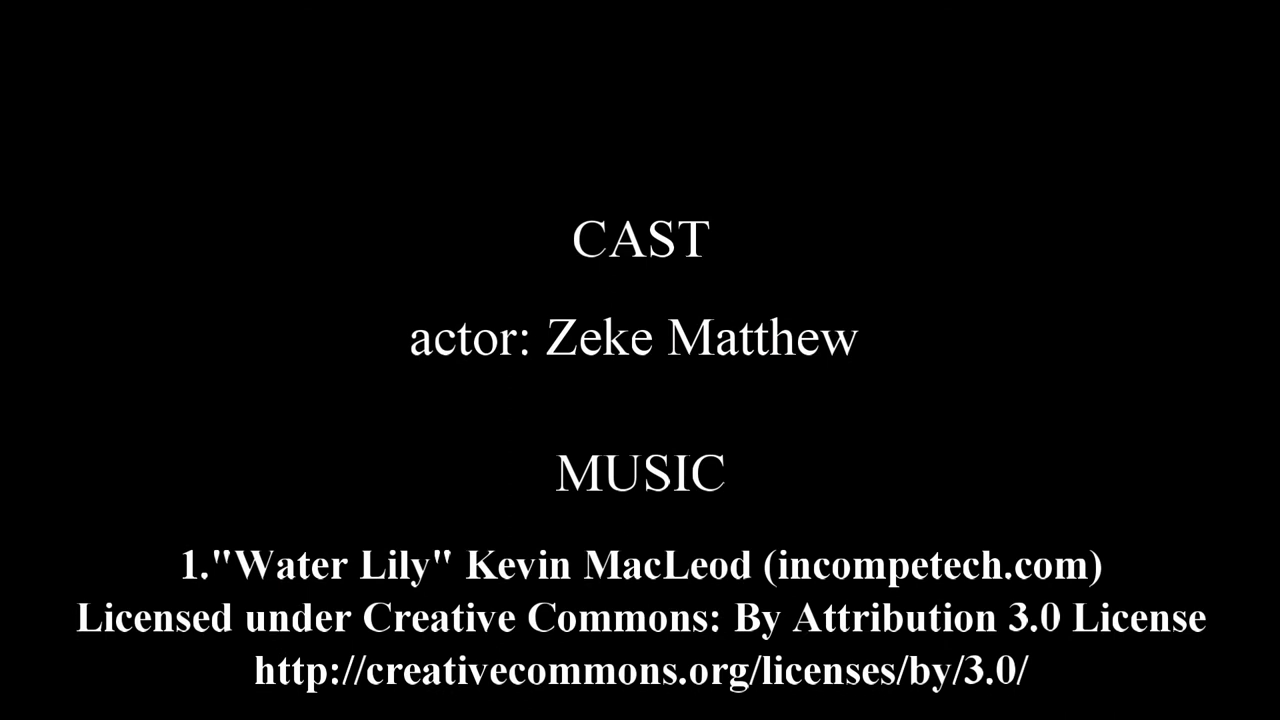 CAST
actor: Zeke Matthew
MUSIC
1."Water Lily" Kevin MacLeod (incompetech.com)
Licensed under Creative Commons: By Attribution 3.0 License
http://creativecommons.org/licenses/by/3.0/